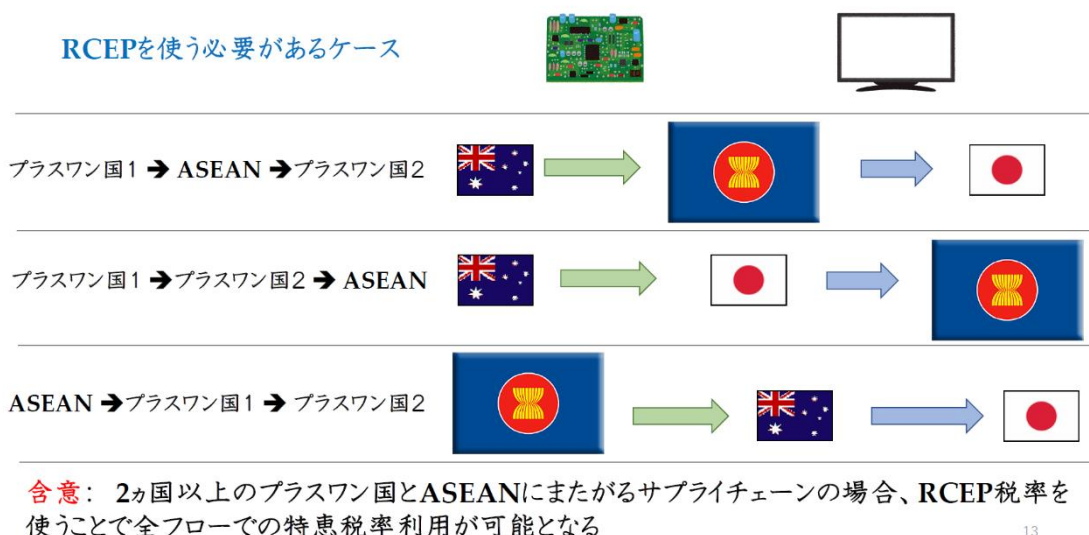 RCEPを使う必要があるケース
プラスワン国1 ➔ ASEAN ➔プラスワン国2
プラスワン国1 ➔プラスワン国2 ➔ ASEAN
ASEAN ➔プラスワン国1 ➔ プラスワン国2
含意: 2ヵ国以上のプラスワン国とASEANにまたがるサプライチェーンの場合、RCEP税率を
使うことで全フローでの特恵税率利用が可能となる
13